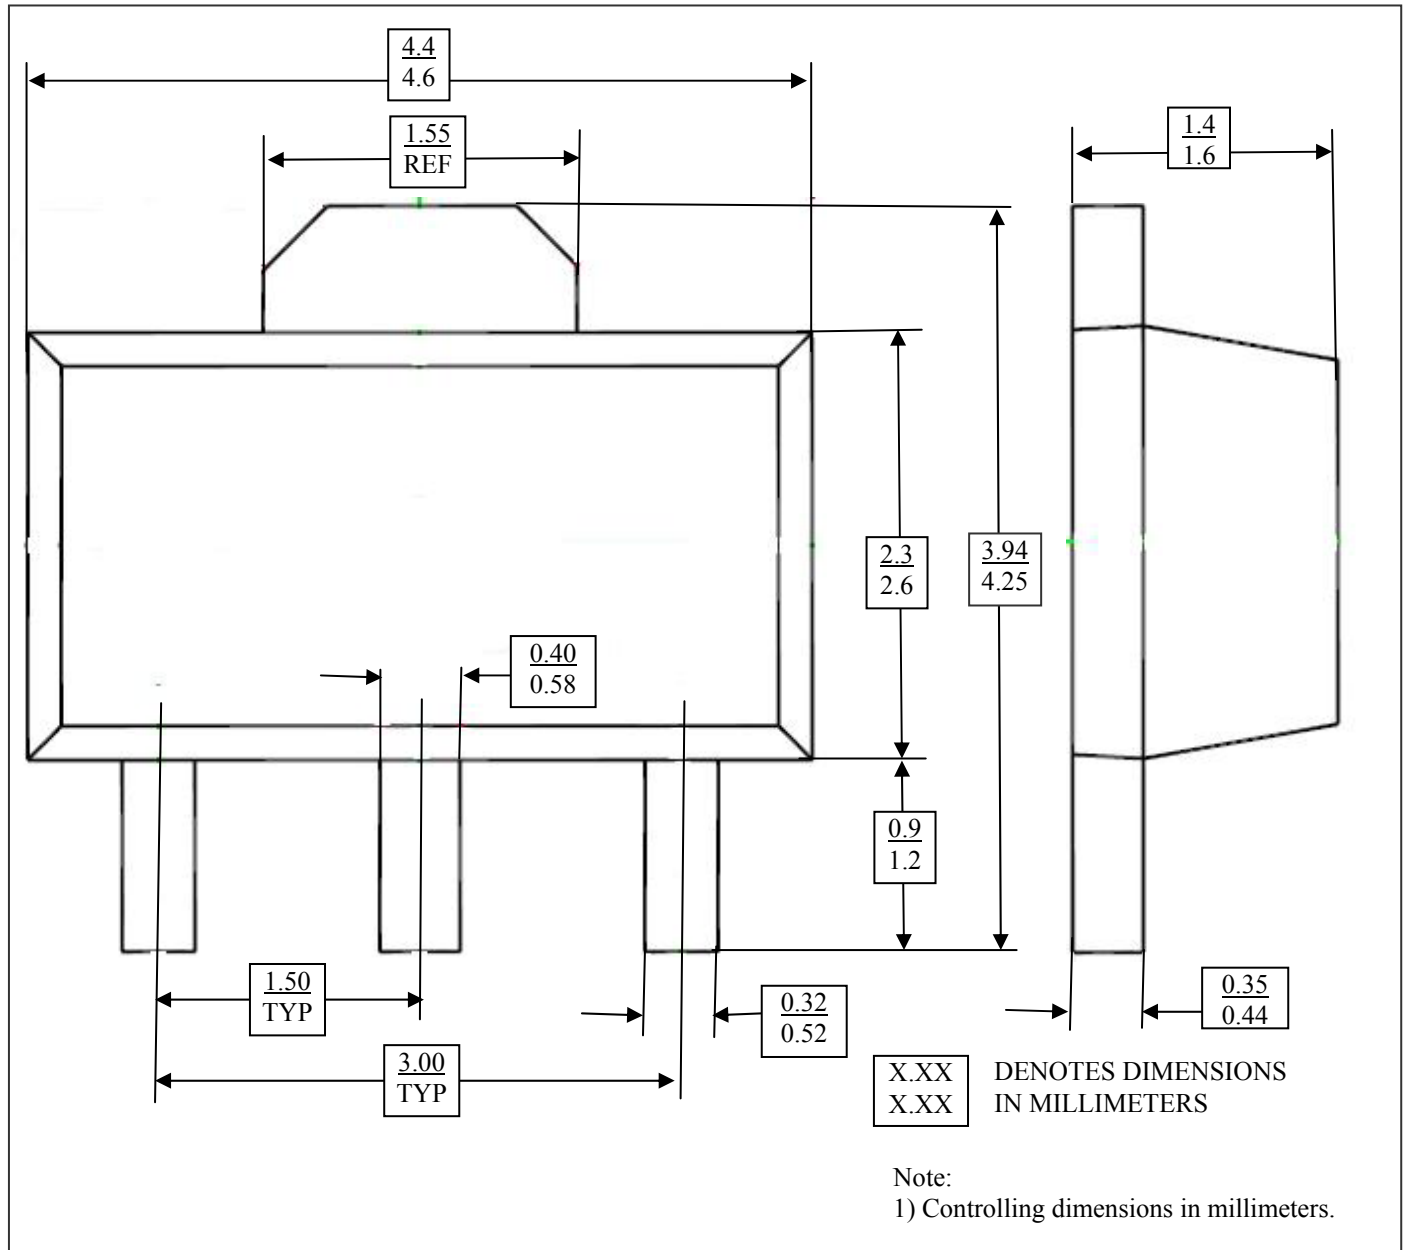 4.4
4.6
1.55
REF
1.4
1.6
2.3
2.6
3.94
4.25
0.40
0.58
0.9
1.2
1.50
TYP
0.32
0.52
0.35
0.44
3.00
TYP
X.XX
X.XX
DENOTES DIMENSIONS
IN MILLIMETERS
Note:
1) Controlling dimensions in millimeters.